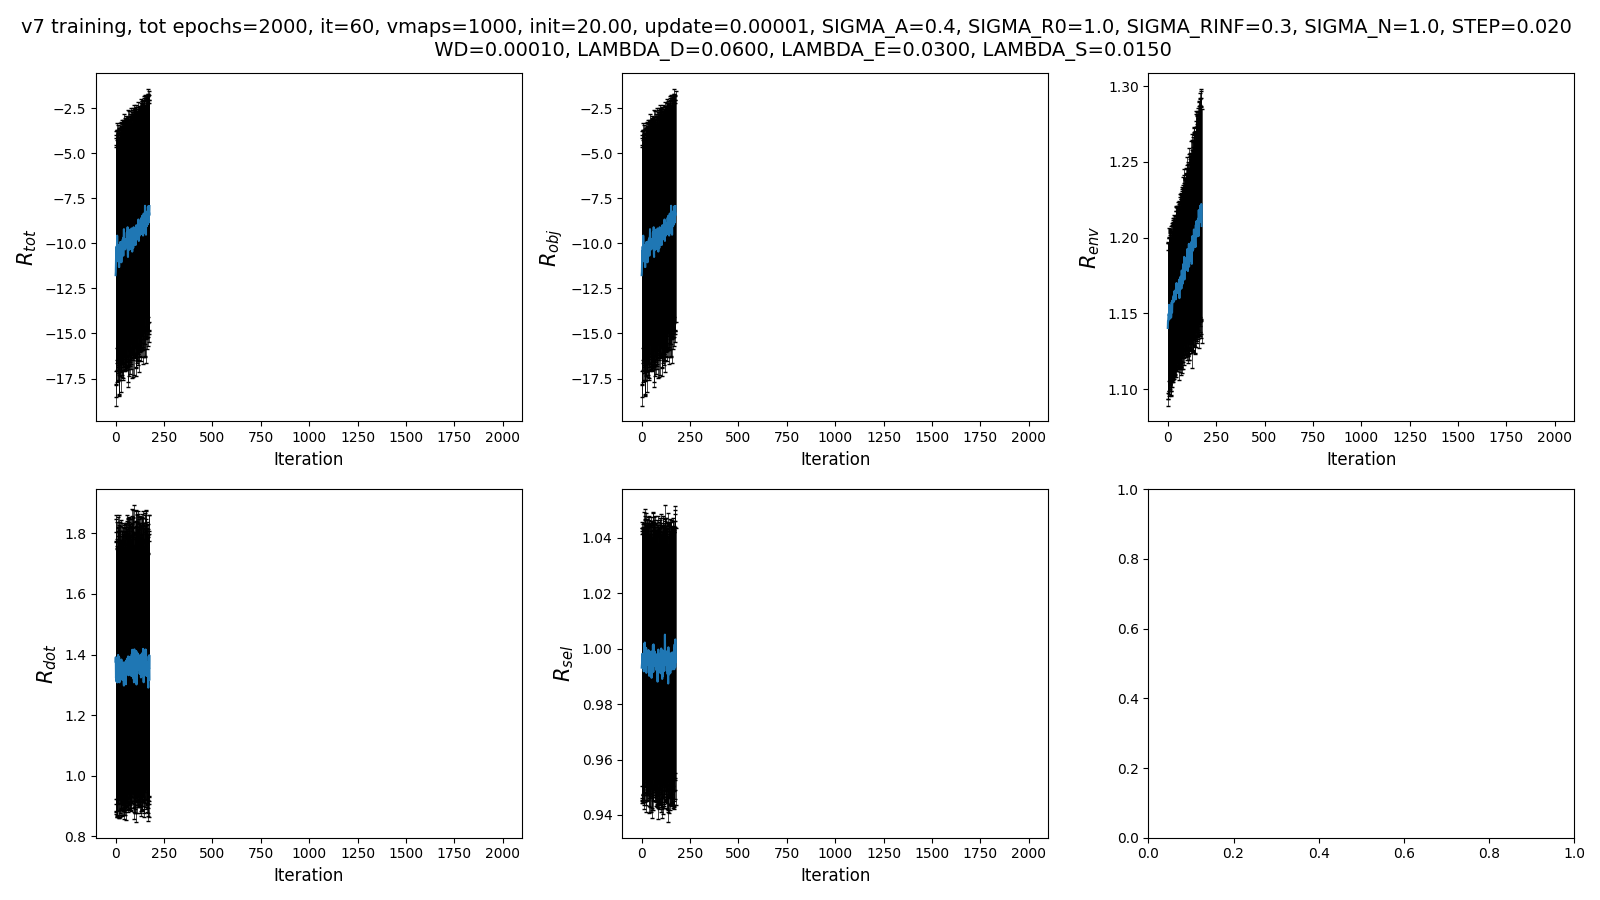 v7 training, tot epochs=2000, it=60, vmaps=1000, init=20.00, update=0.00001, SIGMA_A=0.4, SIGMA_R0=1.0, SIGMA_RINF=0.3, SIGMA_N=1.0, STEP=0.020
WD=0.00010, LAMBDA_D=0.0600, LAMBDA_E=0.0300, LAMBDA_S=0.0150
R_tot
−2.5
−5.0
−7.5
−10.0
−12.5
−15.0
−17.5
0 250 500 750 1000 1250 1500 1750 2000
Iteration
R_obj
−2.5
−5.0
−7.5
−10.0
−12.5
−15.0
−17.5
0 250 500 750 1000 1250 1500 1750 2000
Iteration
R_env
1.30
1.25
1.20
1.15
1.10
0 250 500 750 1000 1250 1500 1750 2000
Iteration
R_dot
1.8
1.6
1.4
1.2
1.0
0.8
0 250 500 750 1000 1250 1500 1750 2000
Iteration
R_sel
1.04
1.02
1.00
0.98
0.96
0.94
0 250 500 750 1000 1250 1500 1750 2000
Iteration
1.0
0.8
0.6
0.4
0.2
0.0
0.0 0.2 0.4 0.6 0.8 1.0